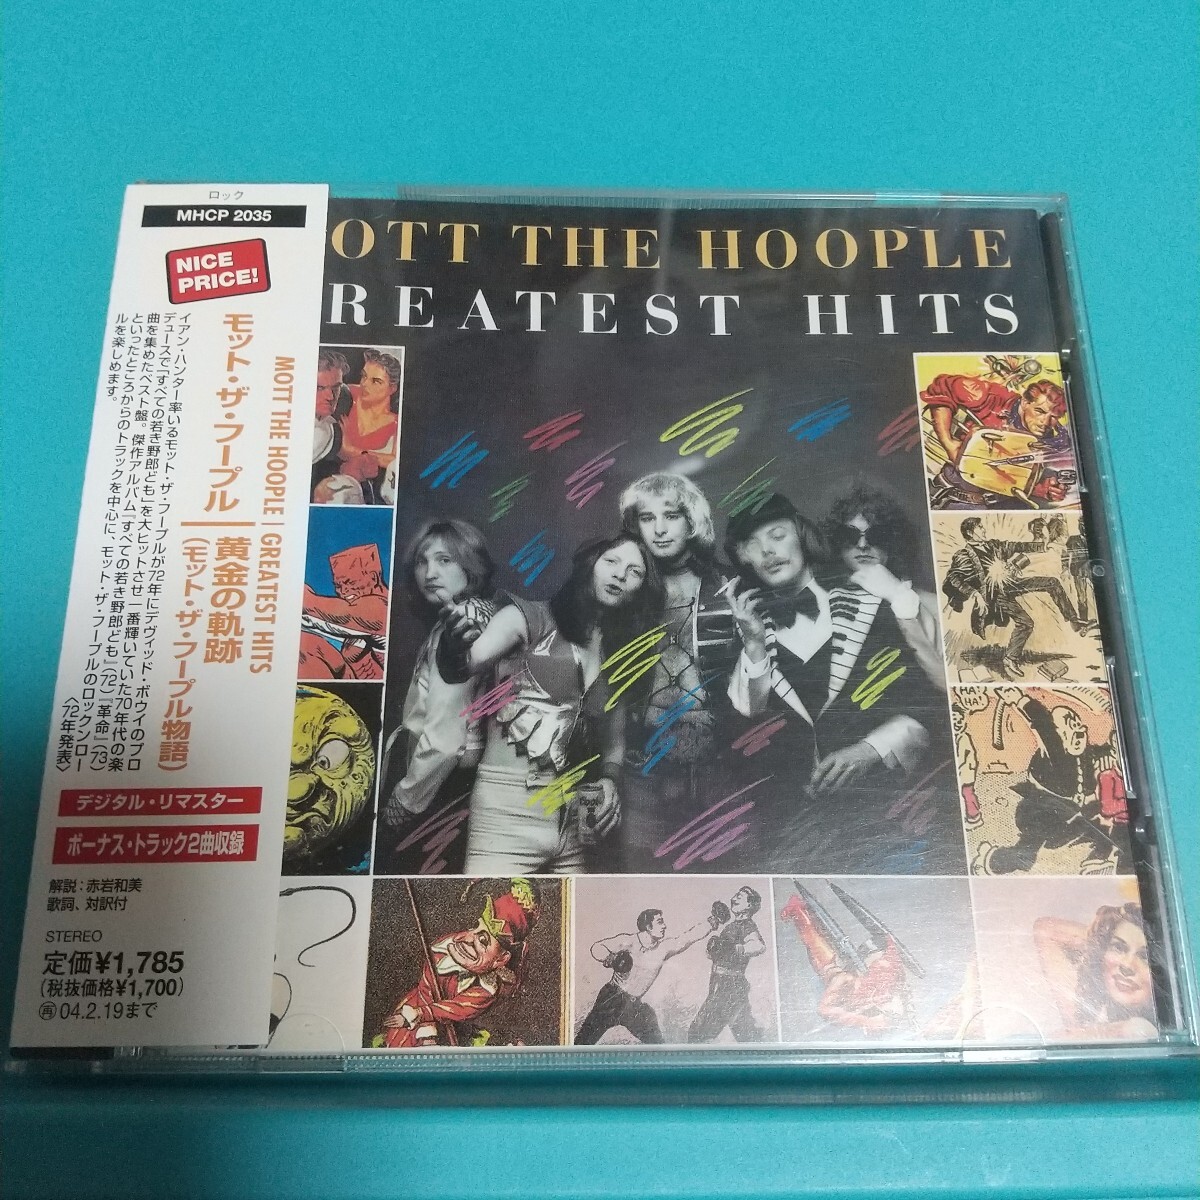 ロック
MHCP 2035
NICE
PRICE!
MOTT THE HOOPLE | GREATEST HITS
モット・ザ・フープル | 黄金の軌跡
(モット・ザ・フープル物語)
イアン・ハンター率いるモット・ザ・フープルが72年にデヴィッド・ボウイのプロ
デュースで「すべての若き野郎ども」を大ヒットさせ一番輝いていた70年代の楽
曲を集めたベスト盤。傑作アルバム『すべての若き野郎ども』(72)『革命』(73)
といったところからのトラックを中心に、モット・ザ・フープルのロックンロー
ルを楽しめます。
〈72年発表〉
デジタル・リマスター
ボーナス・トラック2曲収録
解説:赤岩和美
歌詞、対訳付
STEREO
定価¥1,785
(税抜価格¥1,700)
再04.2.19まで
OTT THE HOOPLE
REATEST HITS
HA!
HA!